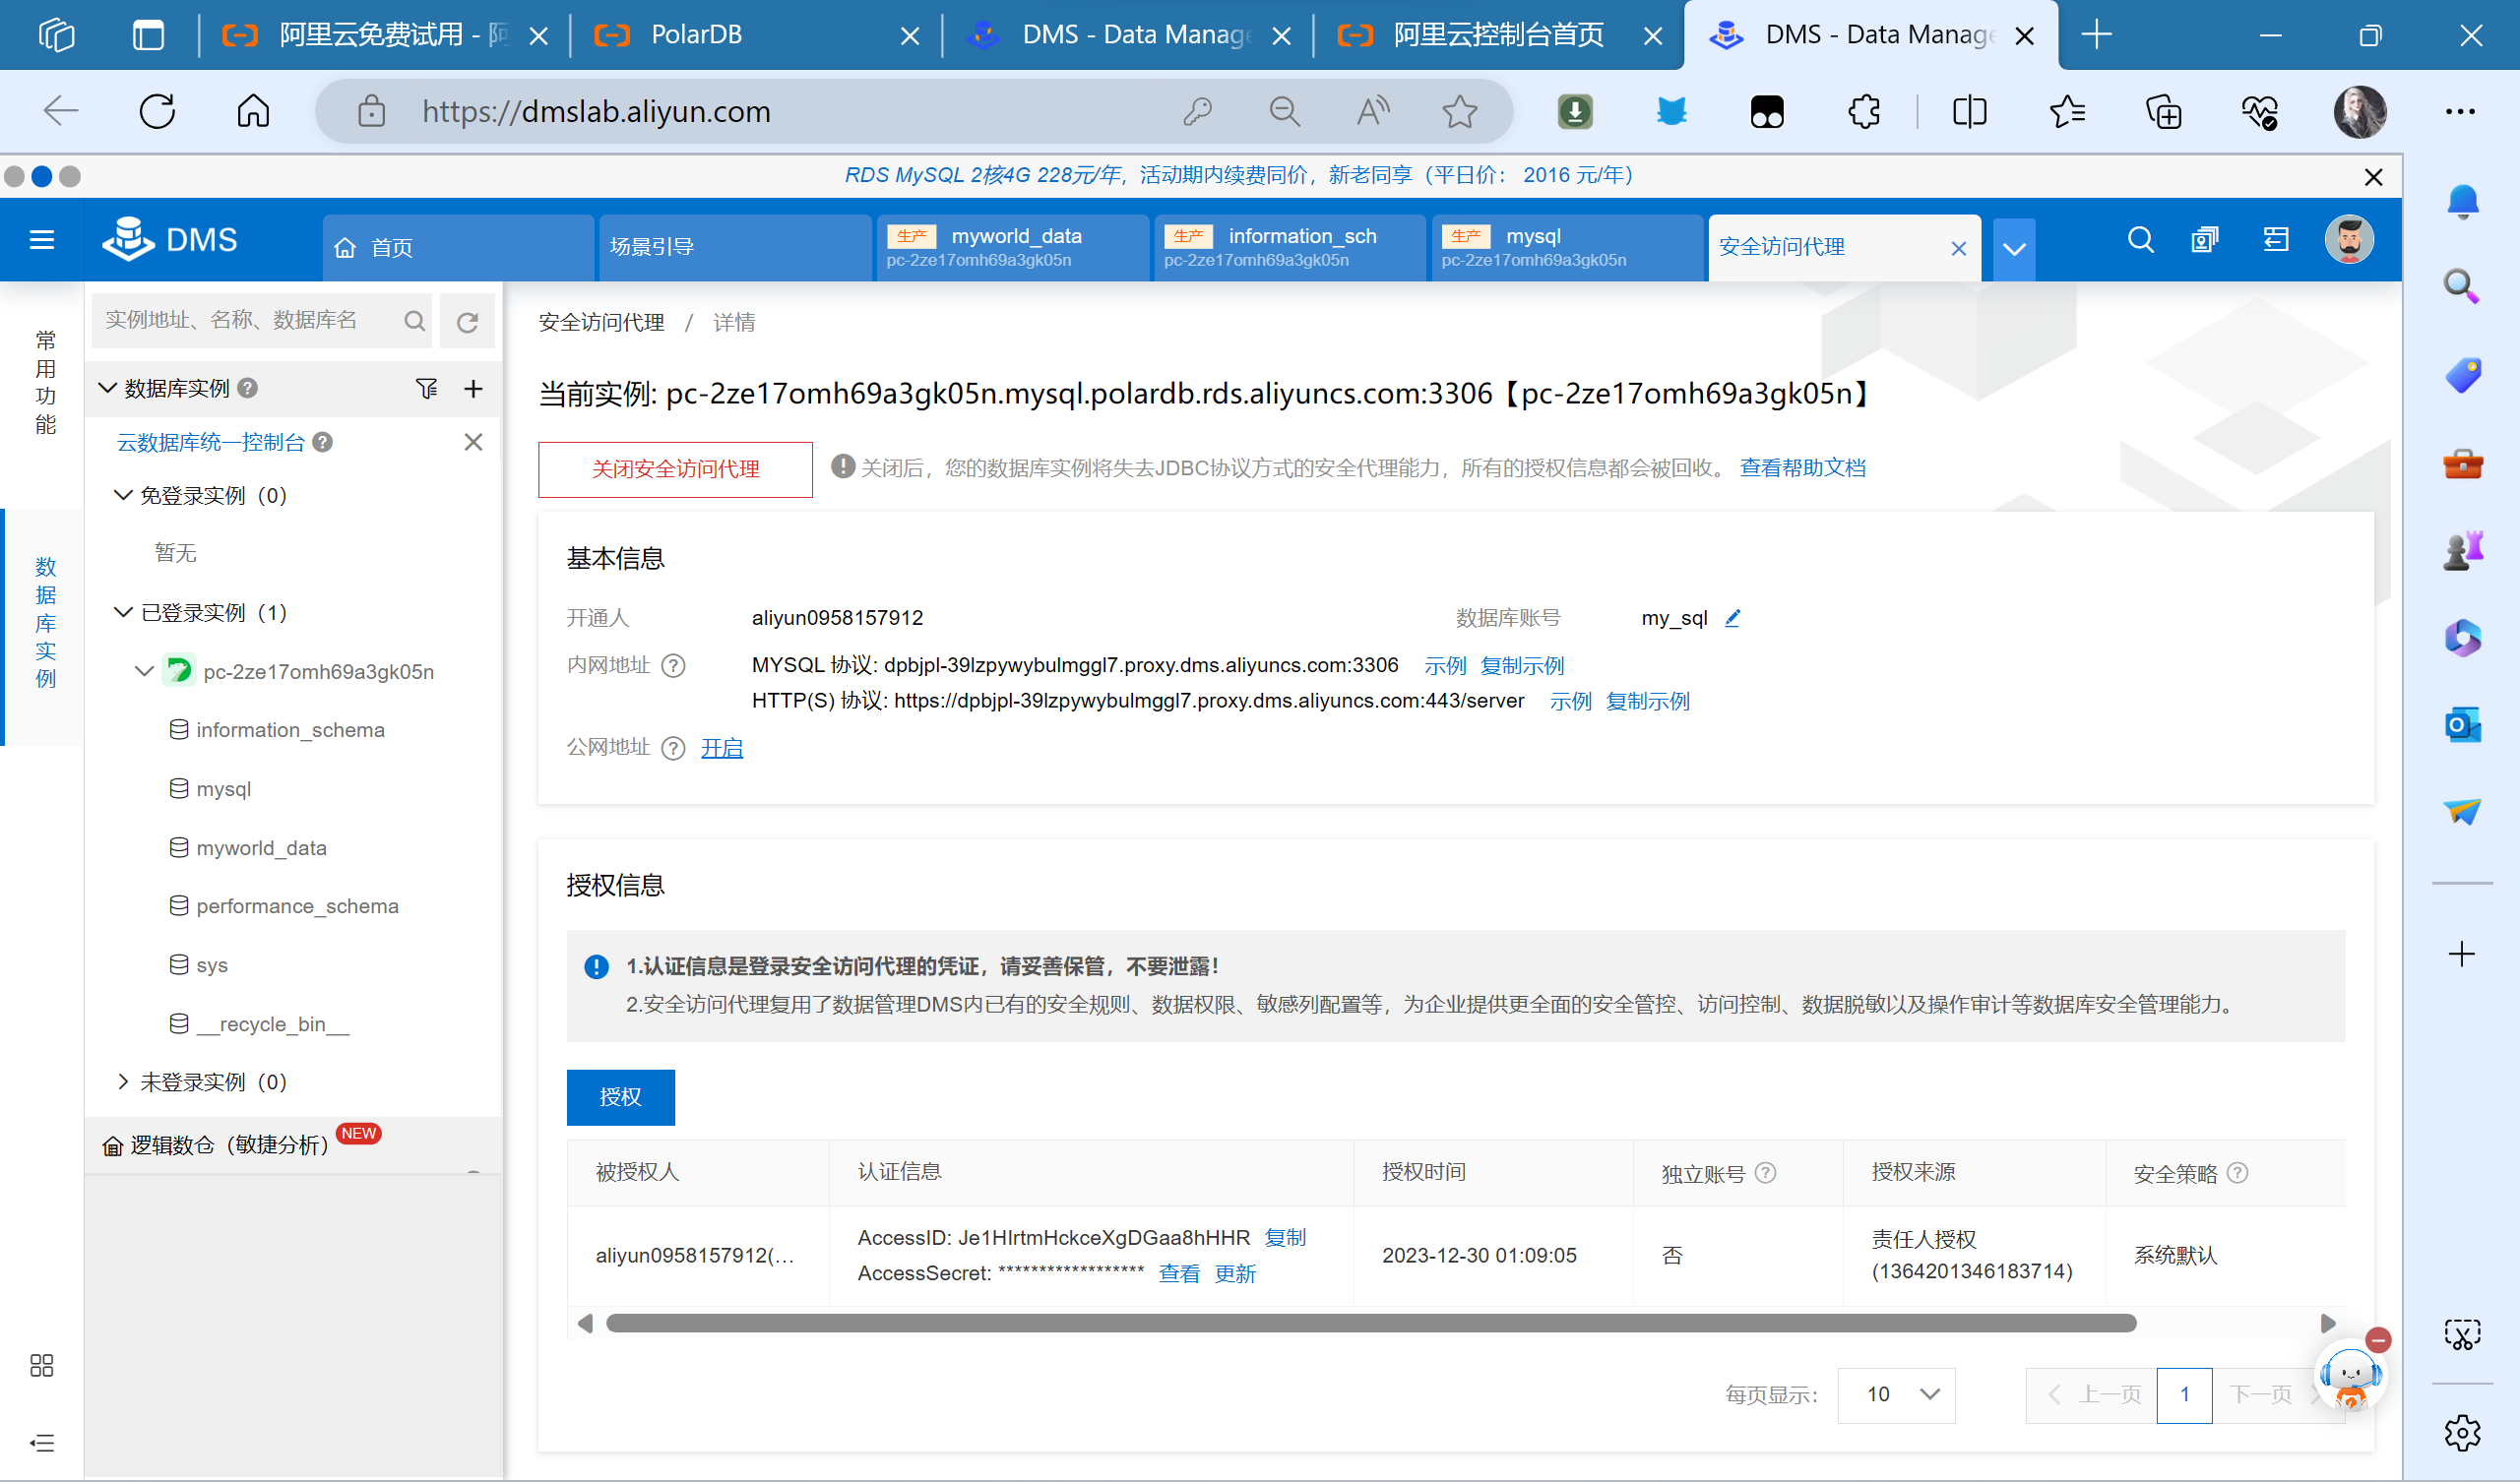 阿里云免费试用 - 阿
PolarDB
DMS - Data Manage
阿里云控制台首页
DMS - Data Manage
https://dmslab.aliyun.com
RDS MySQL 2核4G 228元/年，活动期内续费同价，新老同享（平日价： 2016 元/年）
DMS
首页
场景引导
生产 myworld_data
pc-2ze17omh69a3gk05n
生产 information_sch
pc-2ze17omh69a3gk05n
生产 mysql
pc-2ze17omh69a3gk05n
安全访问代理
常用功能
数据库实例
实例地址、名称、数据库名
数据库实例
云数据库统一控制台
免登录实例（0）
暂无
已登录实例（1）
pc-2ze17omh69a3gk05n
information_schema
mysql
myworld_data
performance_schema
sys
__recycle_bin__
未登录实例（0）
逻辑数仓（敏捷分析） NEW
安全访问代理 / 详情
当前实例: pc-2ze17omh69a3gk05n.mysql.polardb.rds.aliyuncs.com:3306【pc-2ze17omh69a3gk05n】
关闭安全访问代理 关闭后，您的数据库实例将失去JDBC协议方式的安全代理能力，所有的授权信息都会被回收。 查看帮助文档
基本信息
开通人 aliyun0958157912 数据库账号 my_sql
内网地址 MYSQL 协议: dpbjpl-39lzpywybulmggl7.proxy.dms.aliyuncs.com:3306 示例 复制示例
HTTP(S) 协议: https://dpbjpl-39lzpywybulmggl7.proxy.dms.aliyuncs.com:443/server 示例 复制示例
公网地址 开启
授权信息
1.认证信息是登录安全访问代理的凭证，请妥善保管，不要泄露！
2.安全访问代理复用了数据管理DMS内已有的安全规则、数据权限、敏感列配置等，为企业提供更全面的安全管控、访问控制、数据脱敏以及操作审计等数据库安全管理能力。
授权
被授权人 认证信息 授权时间 独立账号 授权来源 安全策略
aliyun0958157912(... AccessID: Je1HIrtmHckceXgDGaa8hHHR 复制 2023-12-30 01:09:05 否 责任人授权 系统默认
AccessSecret: ****************** 查看 更新 (1364201346183714)
每页显示： 10 上一页 1 下一页